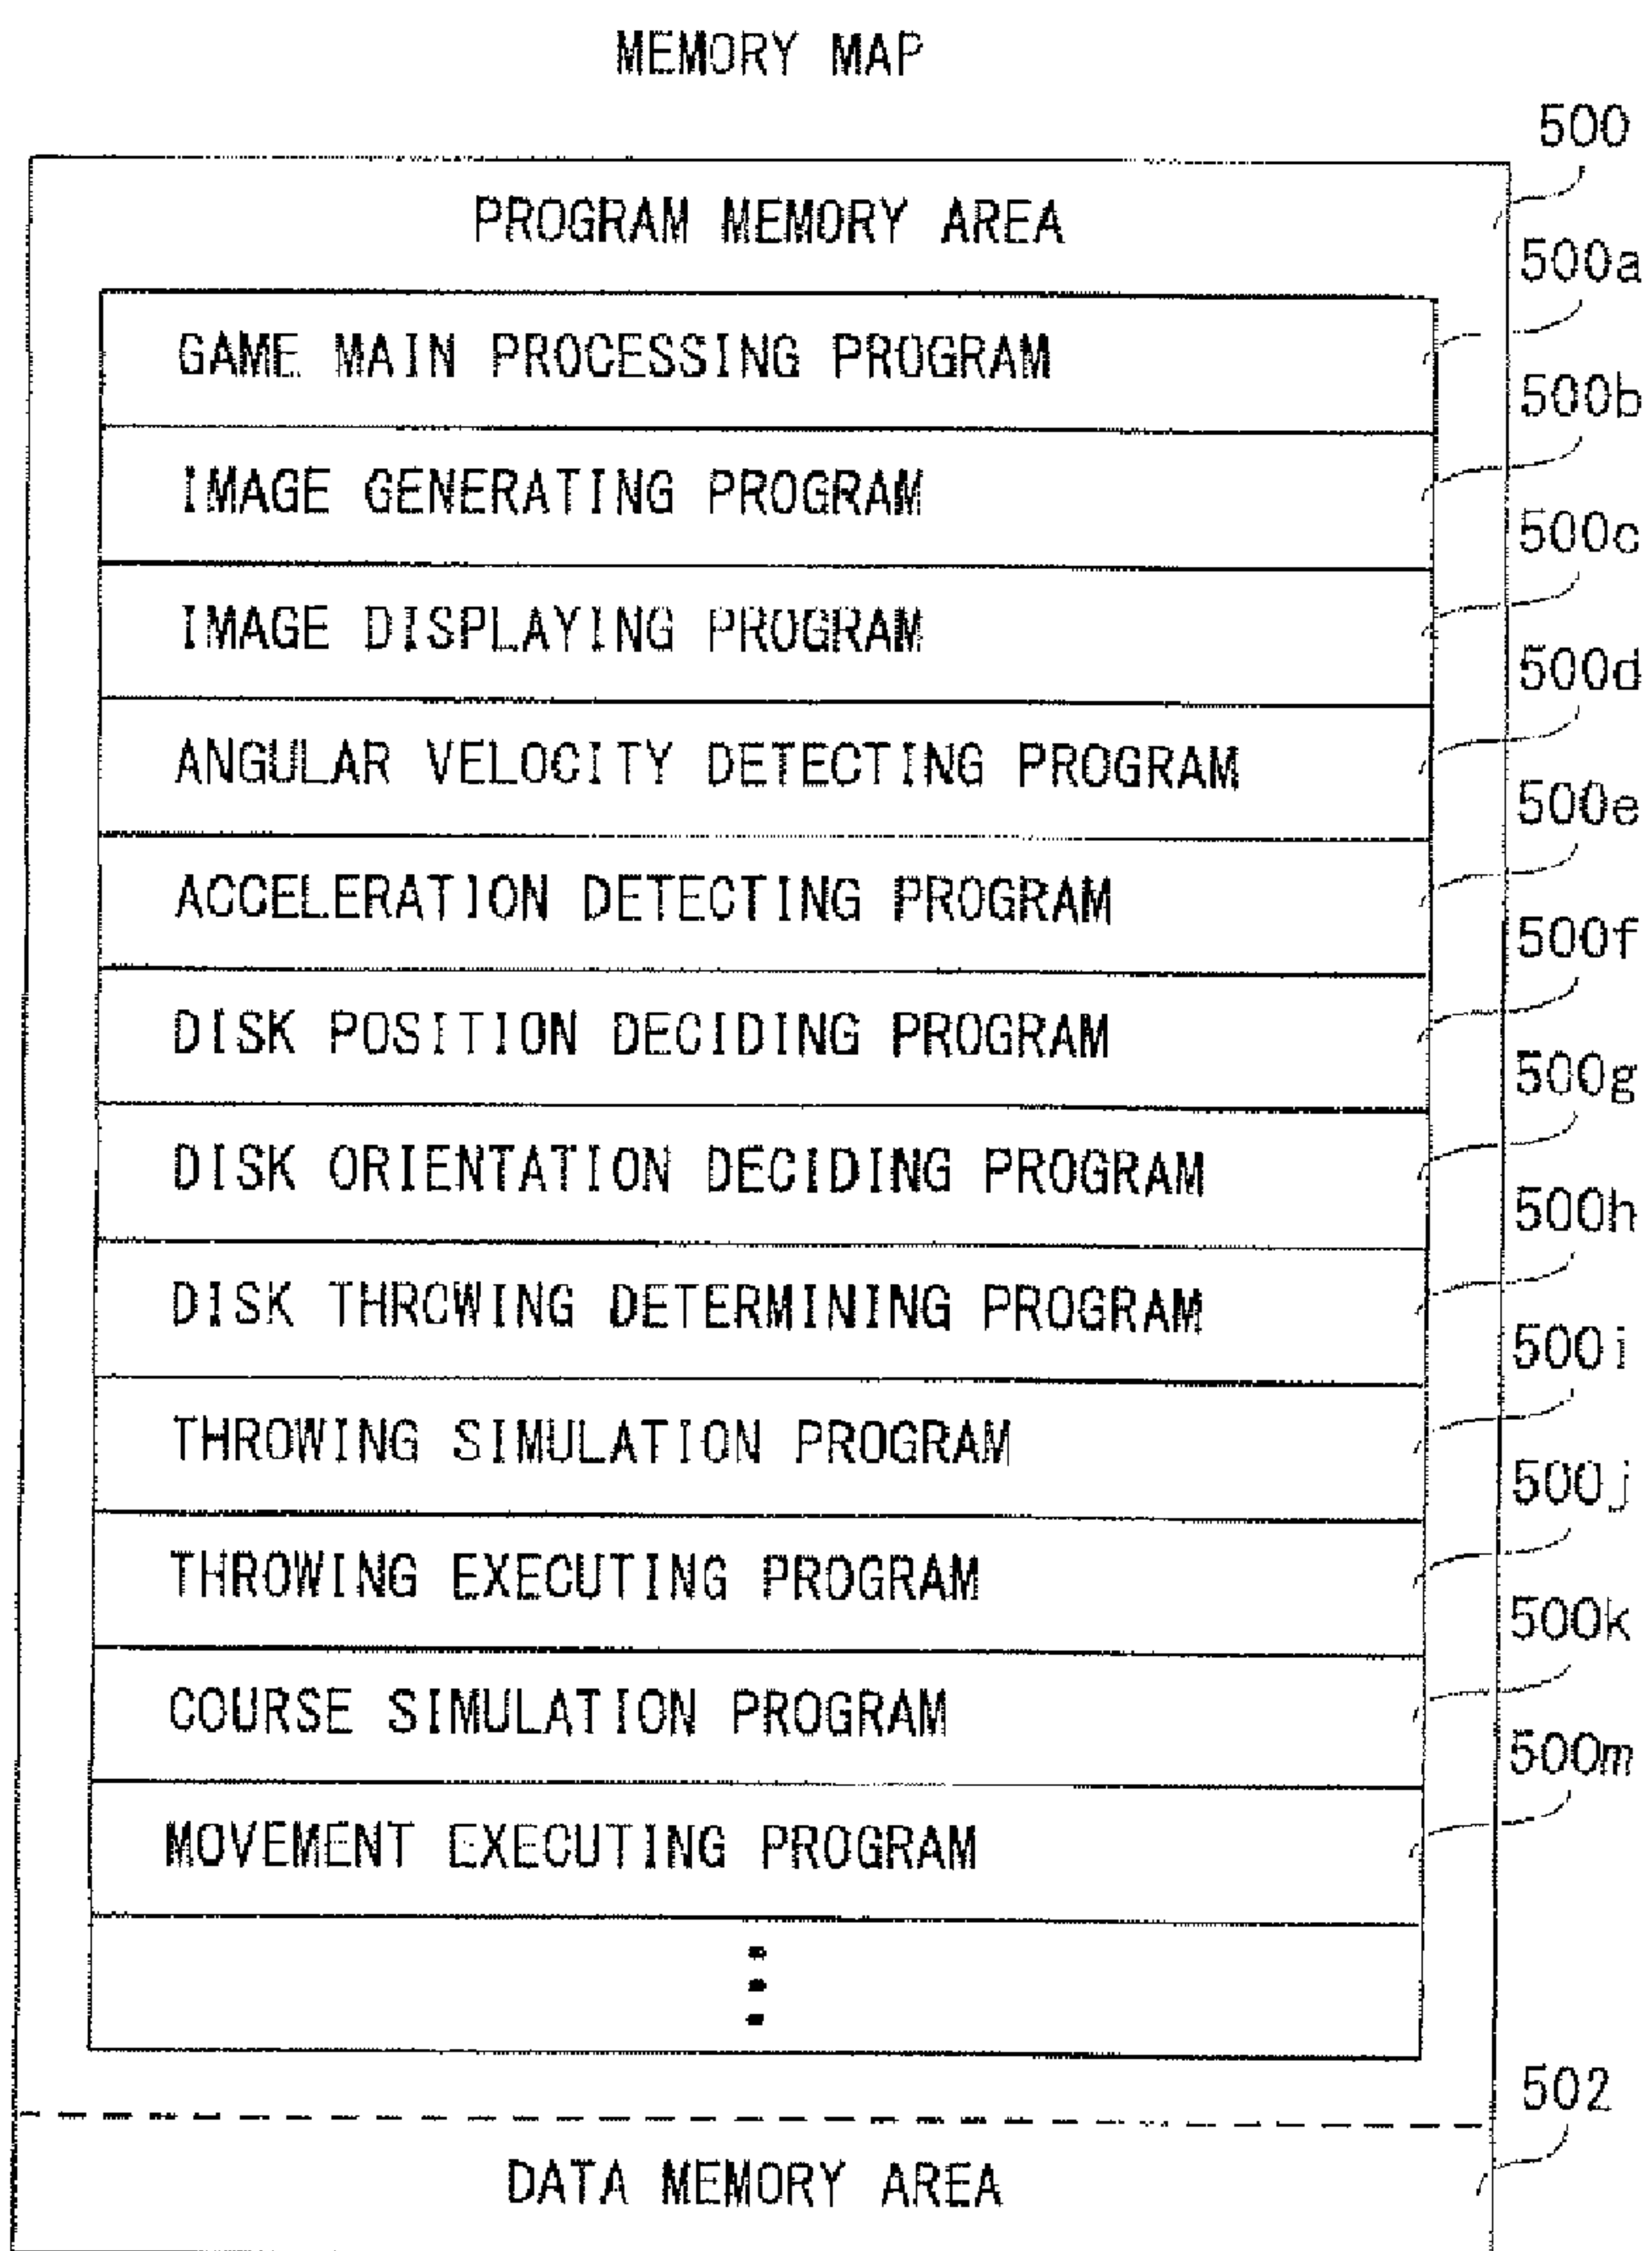 MEMORY MAP
500
PROGRAM MEMORY AREA
500a
GAME MAIN PROCESSING PROGRAM
500b
IMAGE GENERATING PROGRAM
500c
IMAGE DISPLAYING PROGRAM
500d
ANGULAR VELOCITY DETECTING PROGRAM
500e
ACCELERATION DETECTING PROGRAM
500f
DISK POSITION DECIDING PROGRAM
500g
DISK ORIENTATION DECIDING PROGRAM
500h
DISK THROWING DETERMINING PROGRAM
500i
THROWING SIMULATION PROGRAM
500j
THROWING EXECUTING PROGRAM
500k
COURSE SIMULATION PROGRAM
500m
MOVEMENT EXECUTING PROGRAM
502
DATA MEMORY AREA